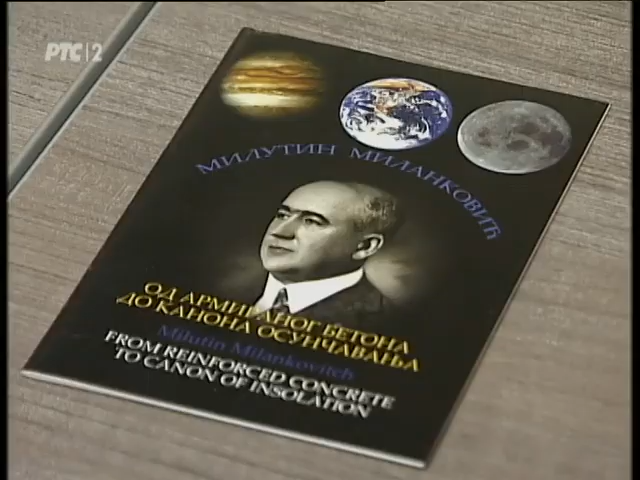 РТС|2
МИЛУТИН МИЛАНКОВИЋ
ОД АРМИРАНОГ БЕТОНА
ДО КАНОНА ОСУНЧАВАЊА
Milutin Milankovitch
FROM REINFORCED CONCRETE
TO CANON OF INSOLATION